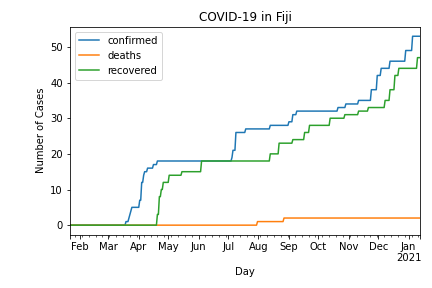 COVID-19 in Fiji
confirmed
deaths
recovered
Number of Cases
50
40
30
20
10
0
Feb Mar Apr May Jun Jul Aug Sep Oct Nov Dec Jan
2021
Day